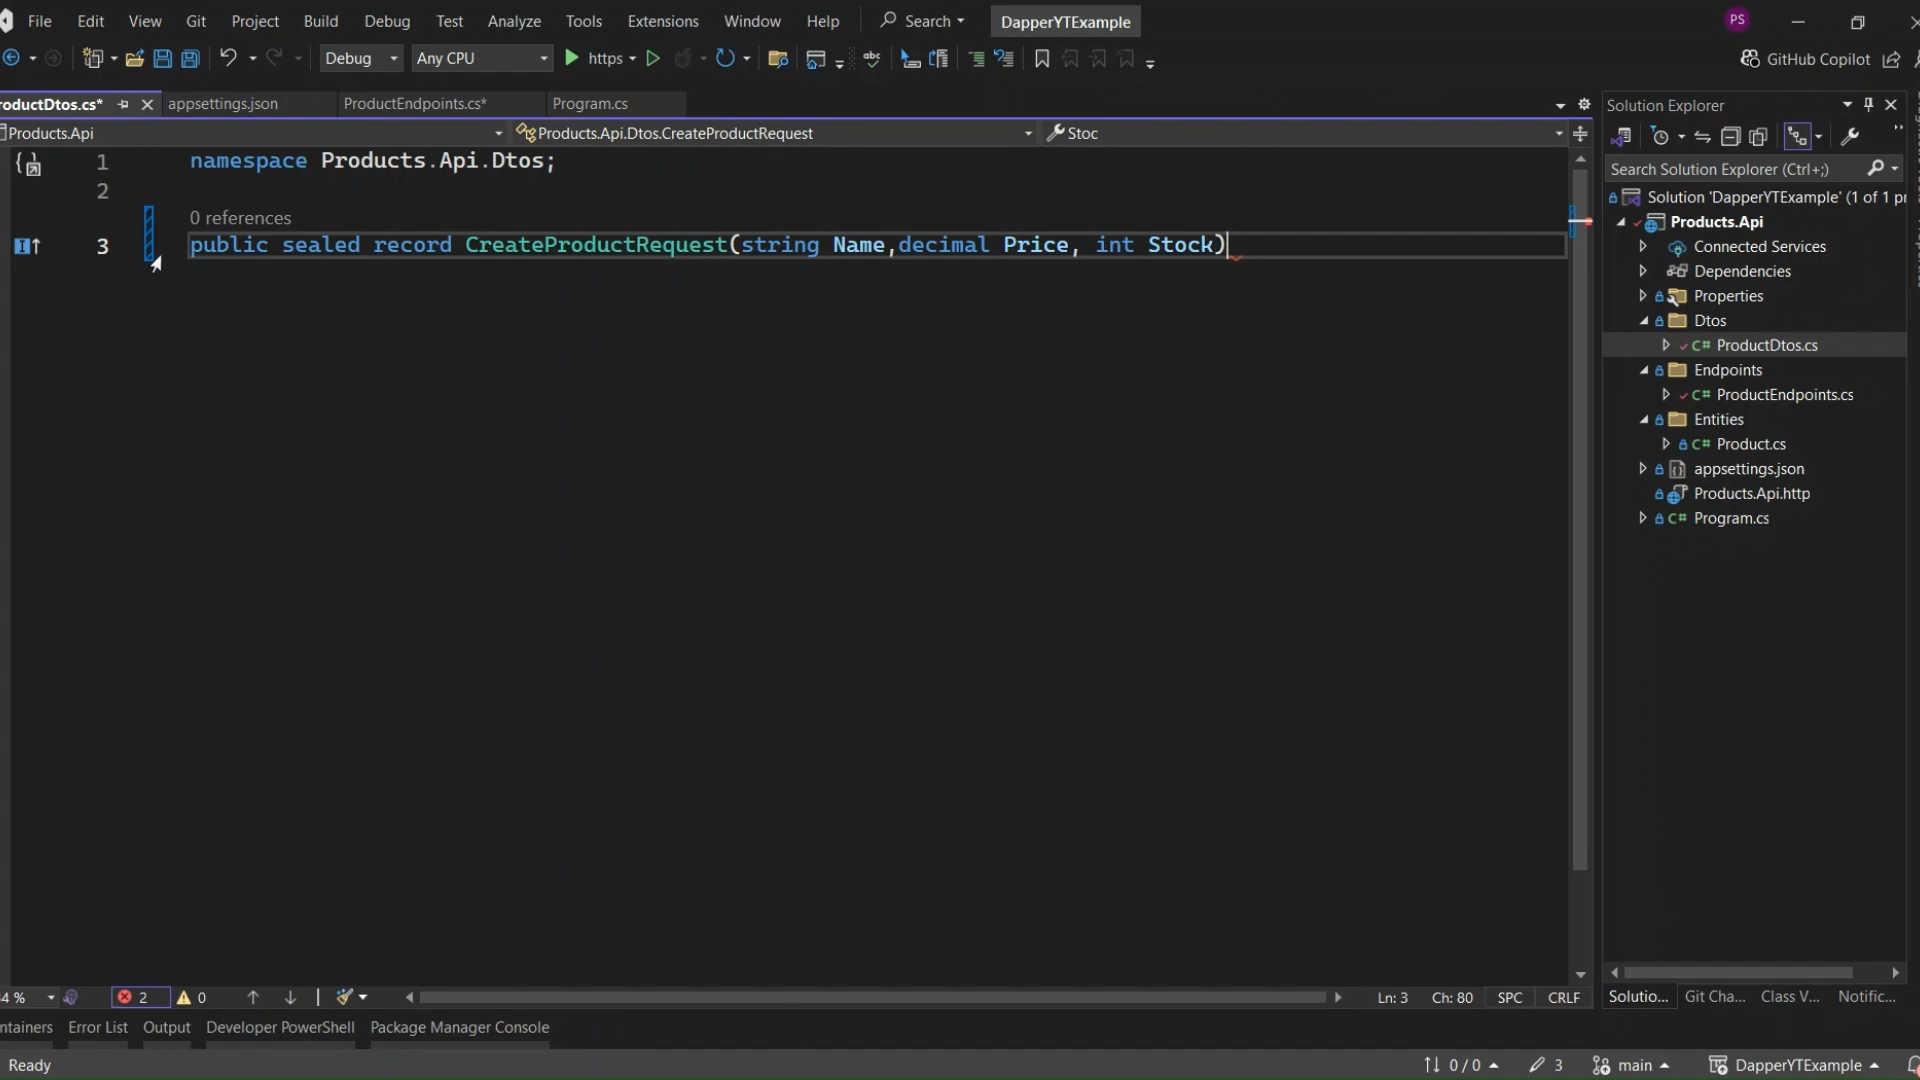 File Edit View Git Project Build Debug Test Analyze Tools Extensions Window Help Search DapperYTExample PS
Debug Any CPU https GitHub Copilot
roductDtos.cs* appsettings.json ProductEndpoints.cs* Program.cs
Products.Api Products.Api.Dtos.CreateProductRequest Stoc
1 namespace Products.Api.Dtos;
2
0 references
3 public sealed record CreateProductRequest(string Name,decimal Price, int Stock)
Solution Explorer
Search Solution Explorer (Ctrl+;)
Solution 'DapperYTExample' (1 of 1 pr
Products.Api
Connected Services
Dependencies
Properties
Dtos
C# ProductDtos.cs
Endpoints
C# ProductEndpoints.cs
Entities
C# Product.cs
appsettings.json
Products.Api.http
C# Program.cs
4 % 2 0 Ln: 3 Ch: 80 SPC CRLF
Solutio... Git Cha... Class V... Notific...
ntainers Error List Output Developer PowerShell Package Manager Console
Ready 0 / 0 3 main DapperYTExample